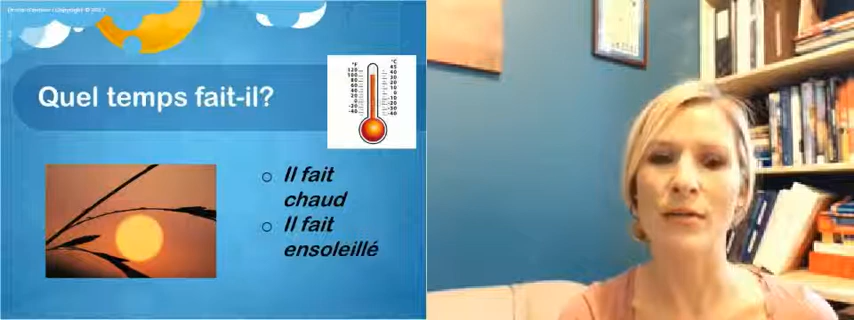 Quel temps fait-il?
°F
°C
Il fait
chaud
Il fait
ensoleillé